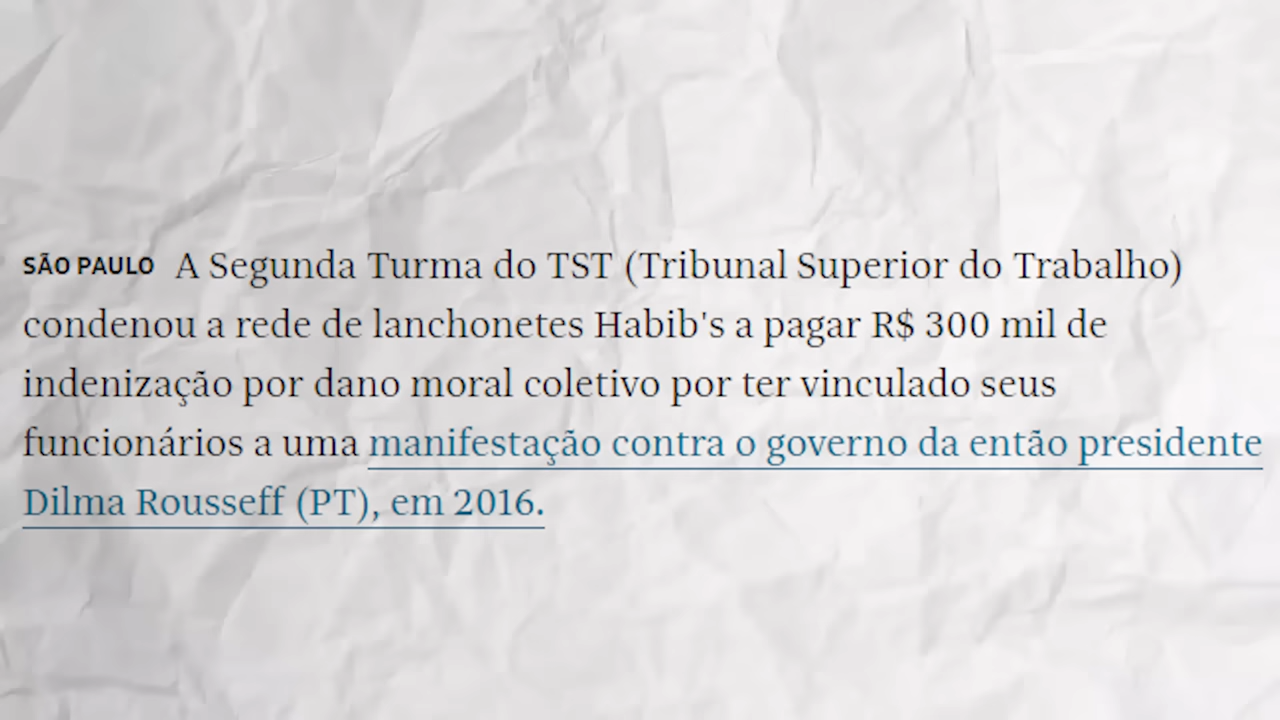 SÃO PAULO A Segunda Turma do TST (Tribunal Superior do Trabalho)
condenou a rede de lanchonetes Habib's a pagar R$ 300 mil de
indenização por dano moral coletivo por ter vinculado seus
funcionários a uma manifestação contra o governo da então presidente
Dilma Rousseff (PT), em 2016.